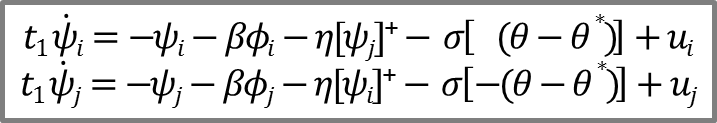 t₁ψ̇ᵢ = −ψᵢ − βϕᵢ − η[ψⱼ]⁺ − σ[ (θ − θ*)] + uᵢ
t₁ψ̇ⱼ = −ψⱼ − βϕⱼ − η[ψᵢ]⁺ − σ[−(θ − θ*)] + uⱼ